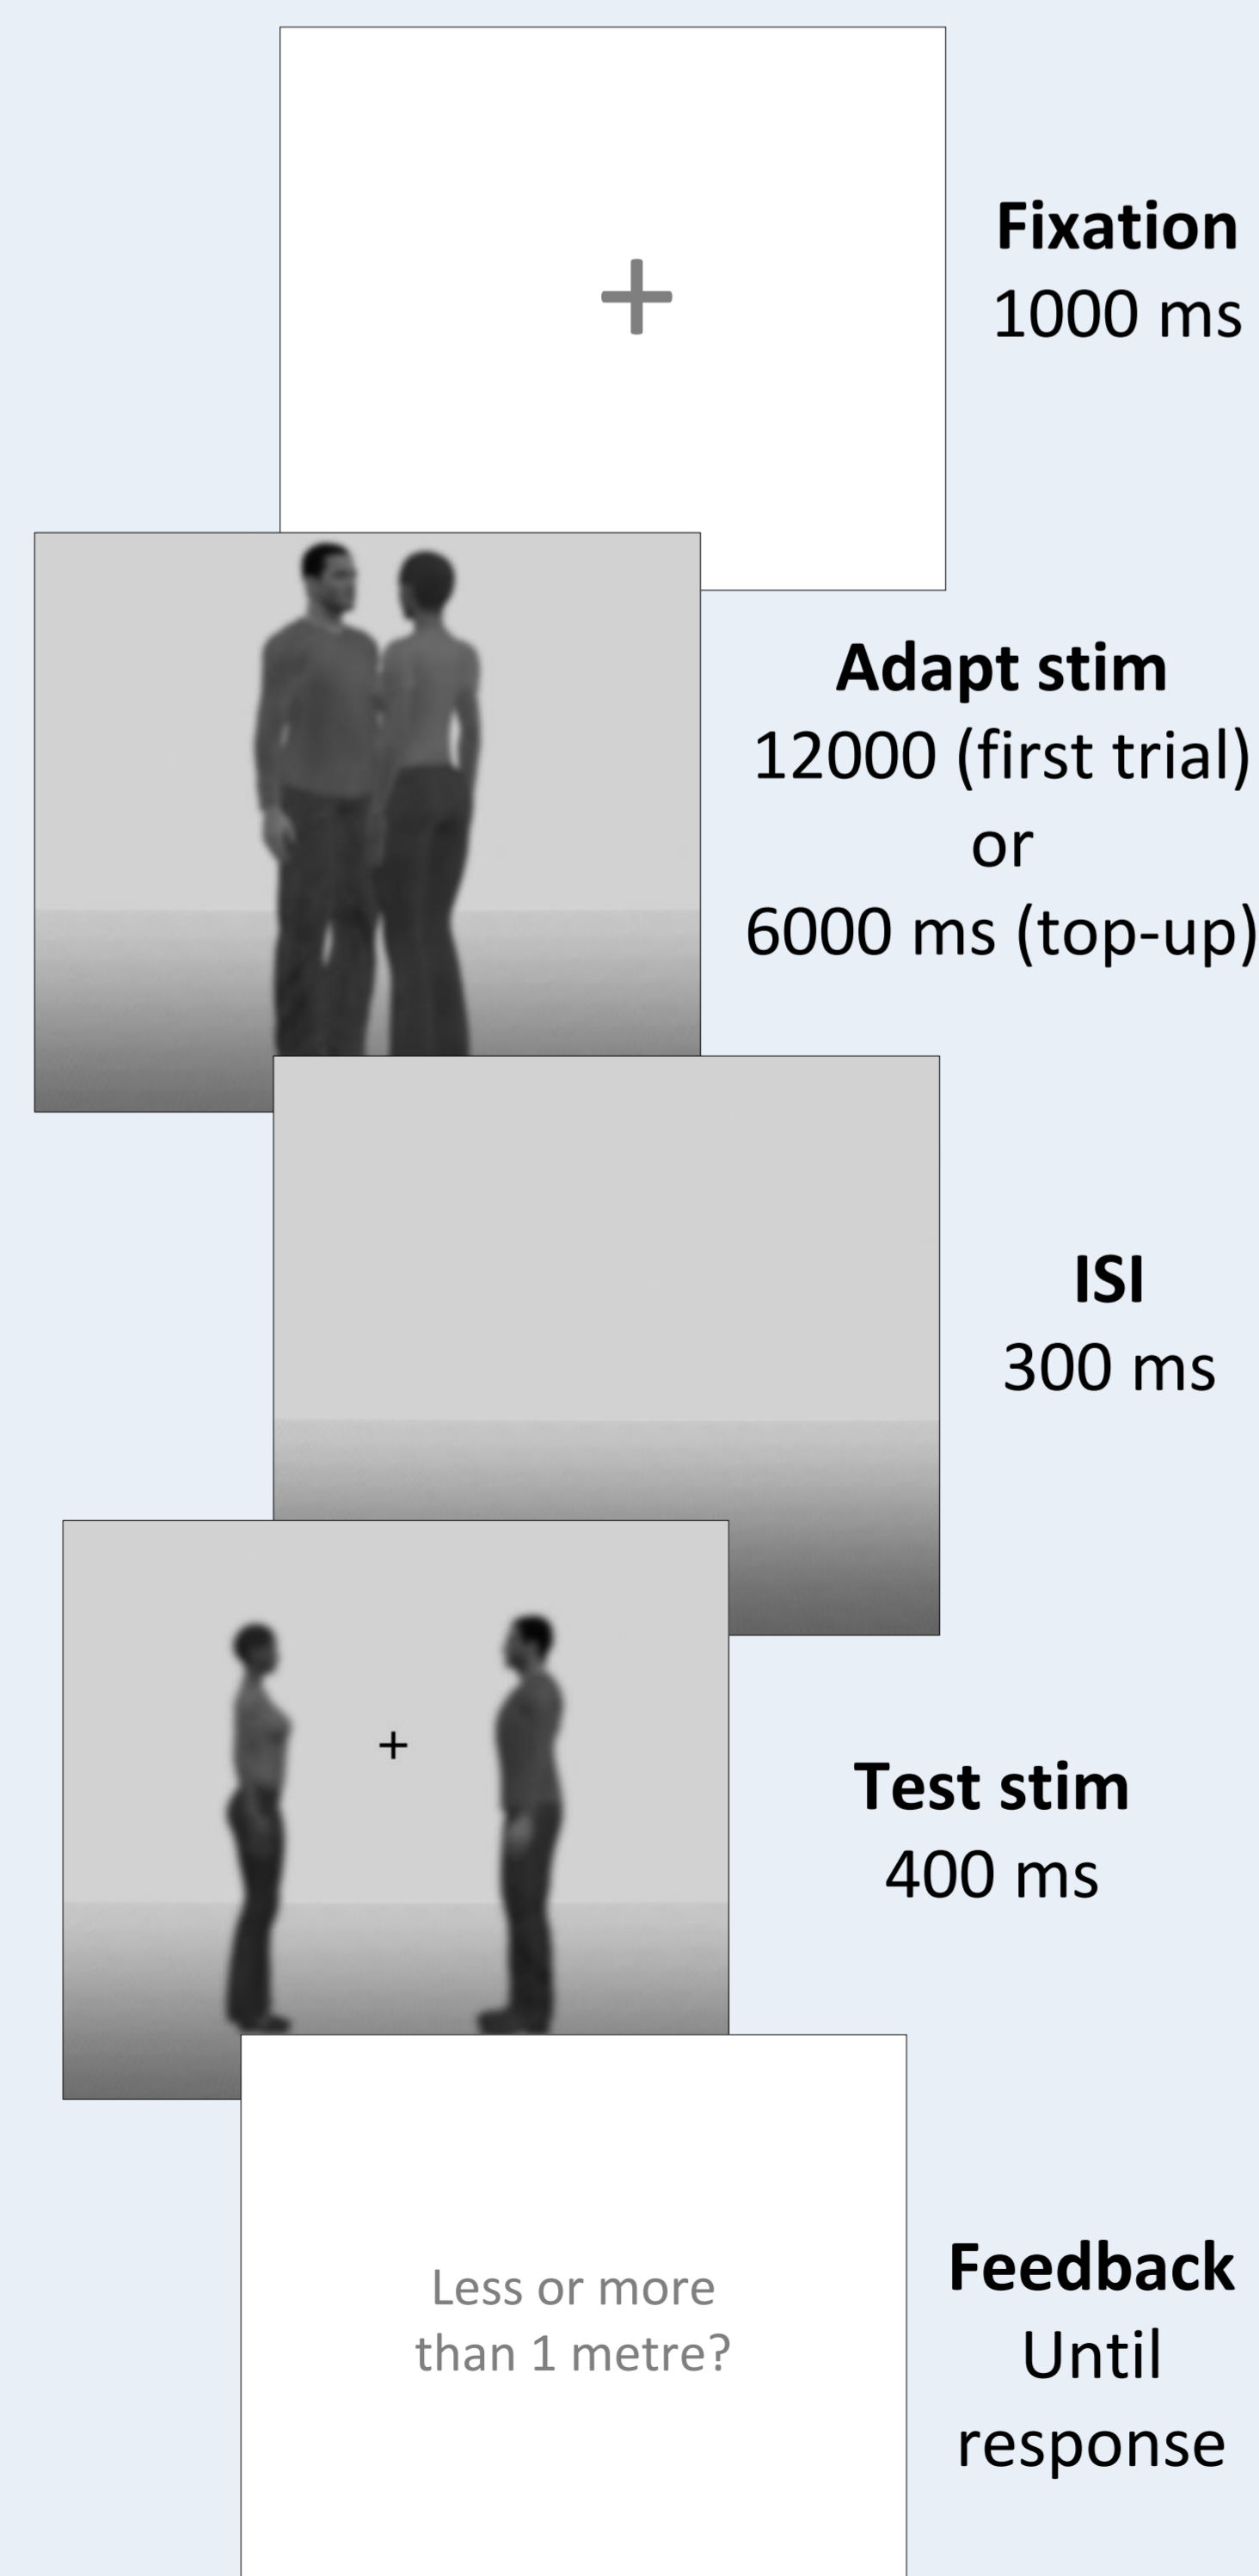 Fixation
1000 ms
Adapt stim
12000 (first trial)
or
6000 ms (top-up)
ISI
300 ms
Test stim
400 ms
Less or more
than 1 metre?
Feedback
Until
response